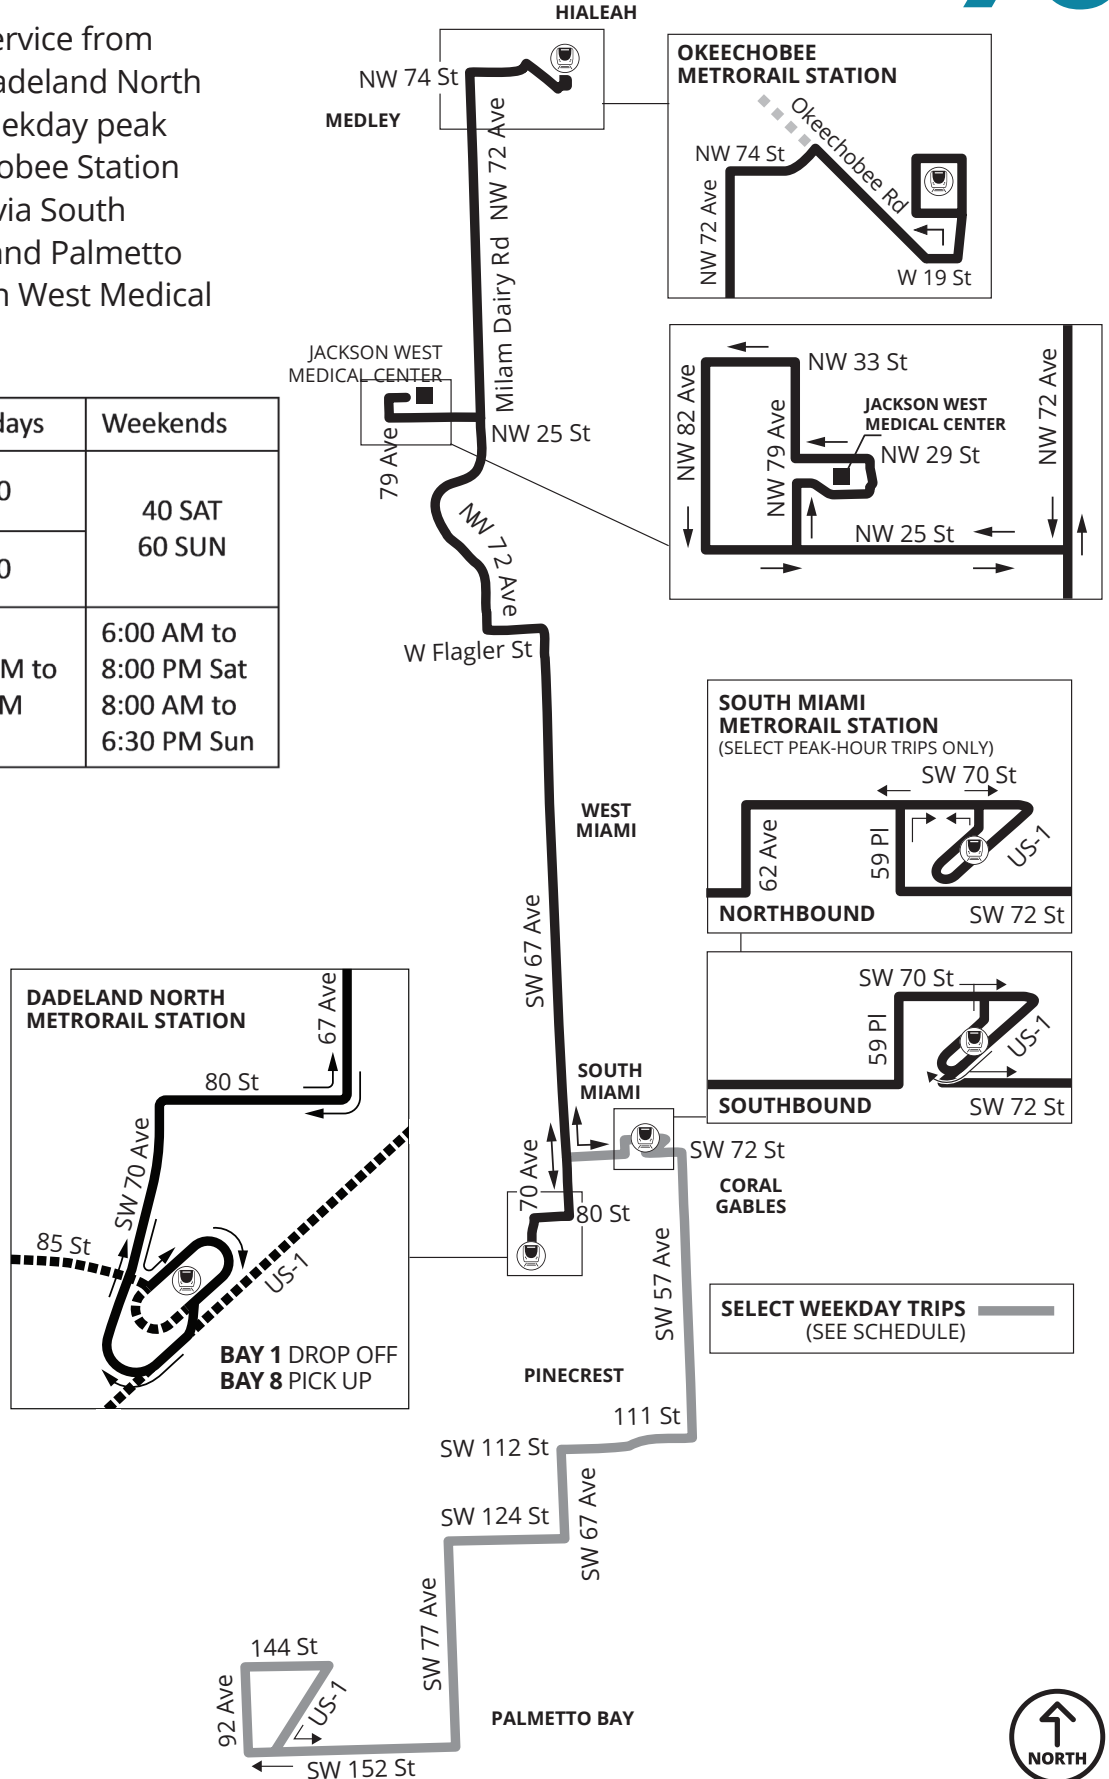 HIALEAH
ervice from
adeland North
ekday peak
obee Station
via South
and Palmetto
n West Medical
days
Weekends
0
40 SAT
60 SUN
0
M to
M
6:00 AM to
8:00 PM Sat
8:00 AM to
6:30 PM Sun
NW 74 St
MEDLEY
NW 72 Ave
Milam Dairy Rd
OKEECHOBEE
METRORAIL STATION
Okeechobee Rd
NW 74 St
NW 72 Ave
W 19 St
JACKSON WEST
MEDICAL CENTER
79 Ave
NW 25 St
NW 72 Ave
NW 33 St
NW 82 Ave
NW 79 Ave
JACKSON WEST
MEDICAL CENTER
NW 29 St
NW 25 St
NW 72 Ave
W Flagler St
WEST
MIAMI
SW 67 Ave
SOUTH MIAMI
METRORAIL STATION
(SELECT PEAK-HOUR TRIPS ONLY)
SW 70 St
62 Ave
59 Pl
US-1
NORTHBOUND
SW 72 St
SW 70 St
59 Pl
US-1
SOUTHBOUND
SW 72 St
DADELAND NORTH
METRORAIL STATION
67 Ave
80 St
SW 70 Ave
85 St
US-1
BAY 1 DROP OFF
BAY 8 PICK UP
SOUTH
MIAMI
70 Ave
80 St
SW 72 St
CORAL
GABLES
SW 57 Ave
SELECT WEEKDAY TRIPS
(SEE SCHEDULE)
PINECREST
111 St
SW 112 St
SW 67 Ave
SW 124 St
SW 77 Ave
144 St
92 Ave
US-1
SW 152 St
PALMETTO BAY
NORTH